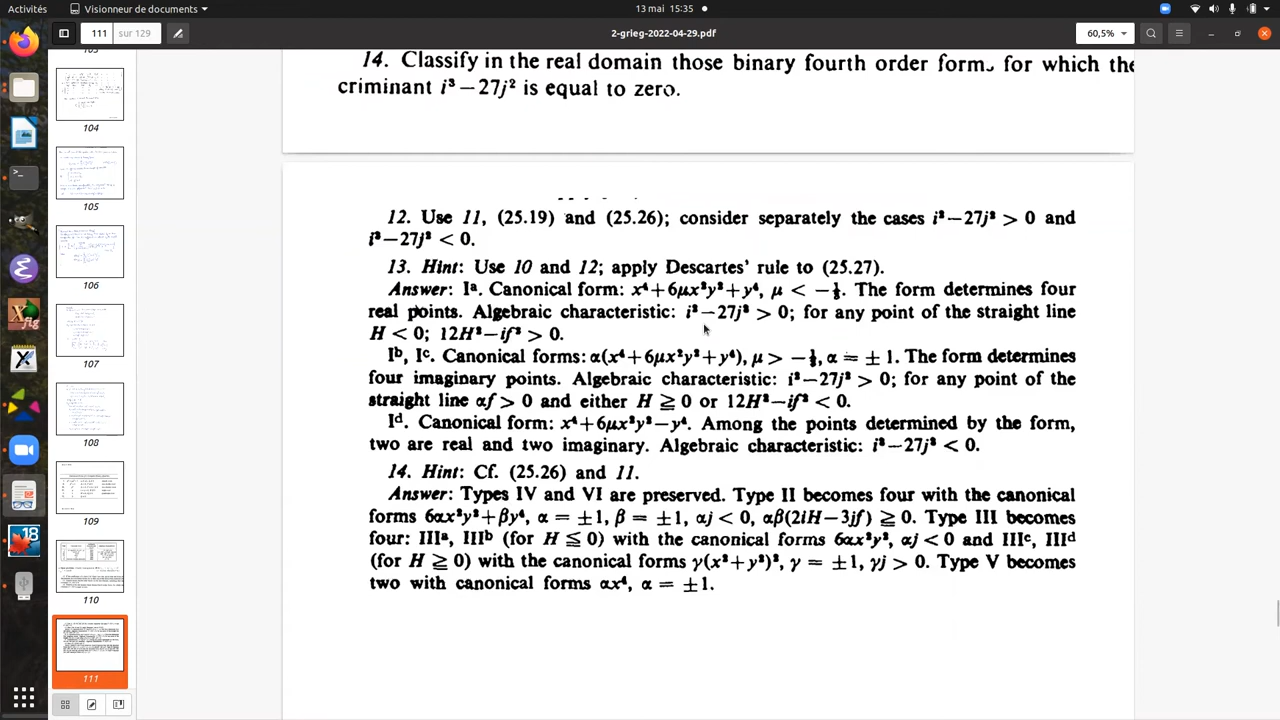 Activités
Visionneur de documents
13 mai 15:35
111 sur 129
2-grieg-2022-04-29.pdf
60,5%
104
105
106
107
108
109
110
111
14. Classify in the real domain those binary fourth order form for which the
criminant i³−27j² is equal to zero.
12. Use 11, (25.19) and (25.26); consider separately the cases i³−27j² > 0 and
i³−27j² < 0.
13. Hint: Use 10 and 12; apply Descartes' rule to (25.27).
Answer: Iᵃ. Canonical form: x⁴+6μx²y²+y⁴, μ < −⅓. The form determines four
real points. Algebraic characteristic: i³−27j² > 0; for any point of the straight line
H < 0; 12H²−if² > 0.
Iᵇ, Iᶜ. Canonical forms: α(x⁴+6μx²y²+y⁴), μ > −⅓, α = ±1. The form determines
four imaginary points. Algebraic characteristic: i³−27j² > 0; for any point of the
straight line αf > 0 and either H ≧ 0 or 12H²−if² < 0.
Iᵈ. Canonical form: x⁴+6μx²y²−y⁴. Among the points determined by the form,
two are real and two imaginary. Algebraic characteristic: i³−27j² < 0.
14. Hint: Cf. (25.26) and 11.
Answer: Types IV and VI are preserved. Type II becomes four with the canonical
forms 6αx²y²+βy⁴, α = ±1, β = ±1, αj < 0, αβ(2iH−3jf) ≧ 0. Type III becomes
four: IIIᵃ, IIIᵇ (for H ≦ 0) with the canonical forms 6αx²y², αj < 0 and IIIᶜ, IIIᵈ
(for H ≧ 0) with the canonical forms γ(x²+y²)², γ = ±1, γj > 0. Type V becomes
two with canonical forms αx⁴, α = ±1.